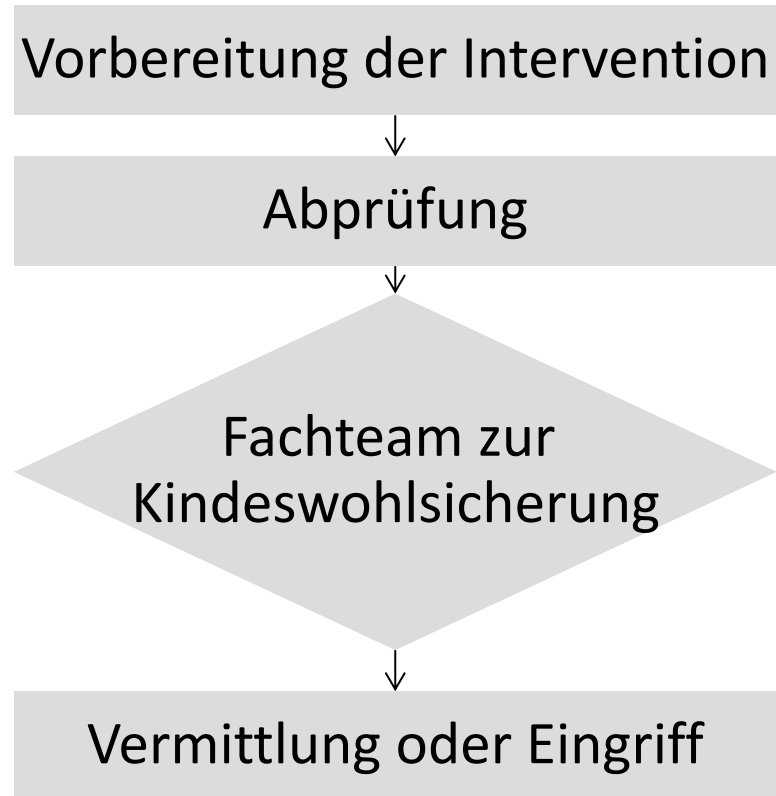 Vorbereitung der Intervention
Abprüfung
Fachteam zur
Kindeswohlsicherung
Vermittlung oder Eingriff